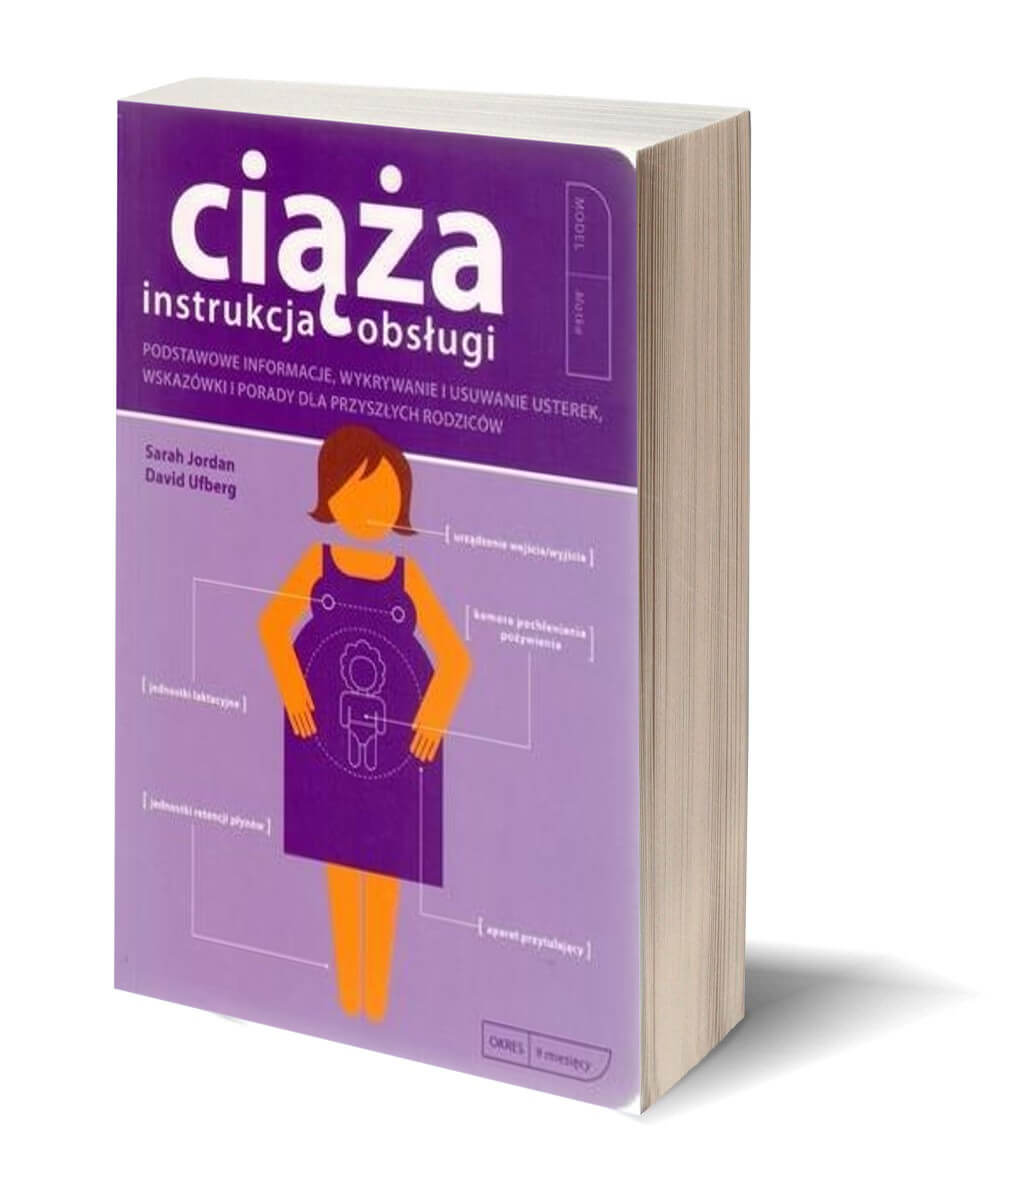 ciąża
instrukcja obsługi
MODEL
Matka
PODSTAWOWE INFORMACJE, WYKRYWANIE I USUWANIE USTEREK,
WSKAZÓWKI I PORADY DLA PRZYSZŁYCH RODZICÓW
Sarah Jordan
David Ufberg
[ urządzenie wejścia/wyjścia ]
[ komora pochłaniania
pożywienia ]
[ jednostki laktacyjne ]
[ jednostki retencji płynów ]
[ aparat przytulający ]
OKRES 9 miesięcy